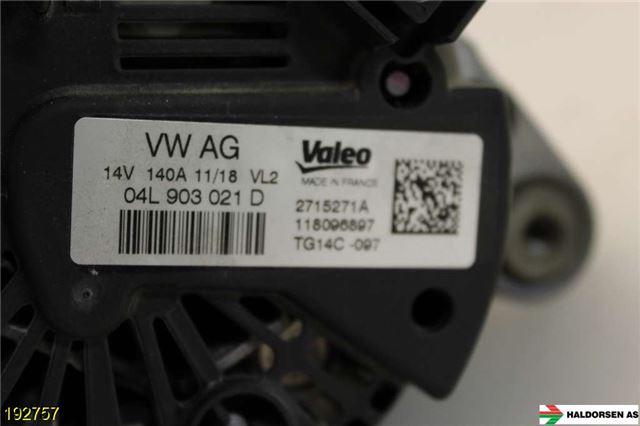 VW AG
14V 140A 11/18 VL2
04L 903 021 D
Valeo
MADE IN FRANCE
2715271A
118096897
TG14C -097
192757
HALDORSEN AS